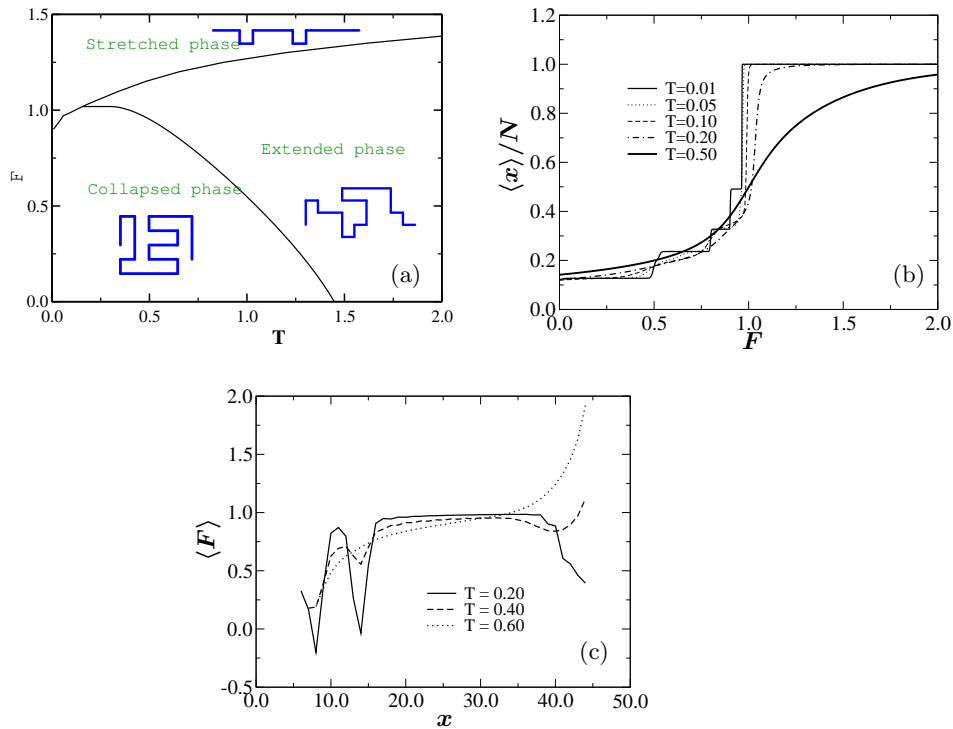 1.5
1.0
0.5
0.0
F
0.0 0.5 1.0 1.5 2.0
T
Stretched phase
Extended phase
Collapsed phase
(a)
1.2
1.0
0.8
0.6
0.4
0.2
0.0
⟨x⟩/N
0.0 0.5 1.0 1.5 2.0
F
T=0.01
T=0.05
T=0.10
T=0.20
T=0.50
(b)
2.0
1.5
1.0
0.5
0.0
-0.5
⟨F⟩
0.0 10.0 20.0 30.0 40.0 50.0
x
T = 0.20
T = 0.40
T = 0.60
(c)